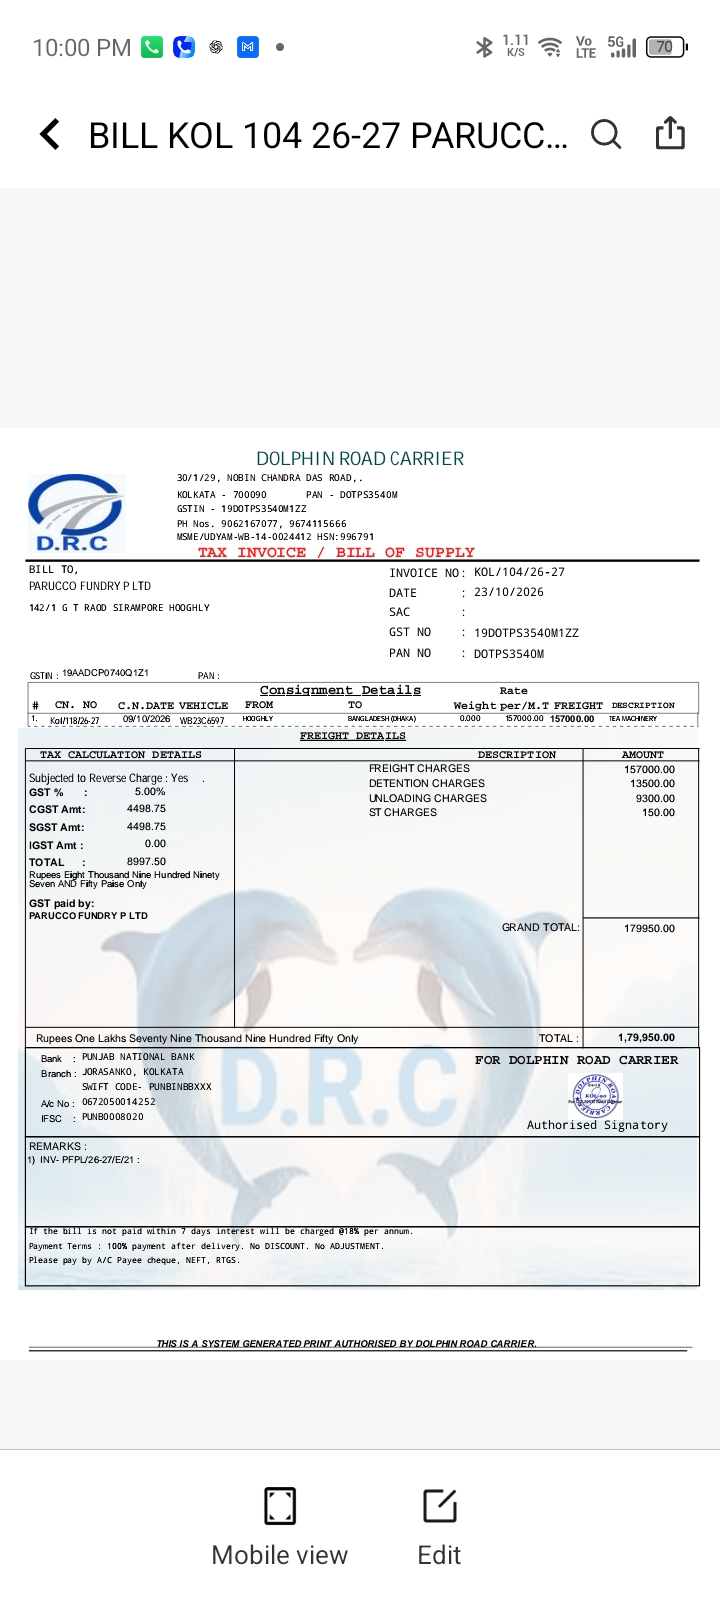 10:00 PM
1.11 K/S
Vo LTE
5G
70
BILL KOL 104 26-27 PARUCC...
DOLPHIN ROAD CARRIER
30/1/29, NOBIN CHANDRA DAS ROAD,.
KOLKATA - 700090 PAN - DOTPS3540M
GSTIN - 19DOTPS3540M1ZZ
PH Nos. 9062167077, 9674115666
MSME/UDYAM-WB-14-0024412 HSN:996791
D.R.C
TAX INVOICE / BILL OF SUPPLY
BILL TO,
PARUCCO FUNDRY P LTD
142/1 G T RAOD SIRAMPORE HOOGHLY
INVOICE NO: KOL/104/26-27
DATE : 23/10/2026
SAC :
GST NO : 19DOTPS3540M1ZZ
PAN NO : DOTPS3540M
GSTIN : 19AADCP0740Q1Z1 PAN :
Consignment Details
# CN. NO C.N.DATE VEHICLE FROM TO Weight Rate per/M.T FREIGHT DESCRIPTION
1. Kol/118/26-27 09/10/2026 WB23C6597 HOOGHLY BANGLADESH (DHAKA) 0.000 157000.00 157000.00 TEA MACHINERY
FREIGHT DETAILS
TAX CALCULATION DETAILS DESCRIPTION AMOUNT
Subjected to Reverse Charge : Yes .
GST % : 5.00%
CGST Amt: 4498.75
SGST Amt: 4498.75
IGST Amt : 0.00
TOTAL : 8997.50
Rupees Eight Thousand Nine Hundred Ninety
Seven AND Fifty Paise Only
GST paid by:
PARUCCO FUNDRY P LTD
FREIGHT CHARGES 157000.00
DETENTION CHARGES 13500.00
UNLOADING CHARGES 9300.00
ST CHARGES 150.00
GRAND TOTAL: 179950.00
Rupees One Lakhs Seventy Nine Thousand Nine Hundred Fifty Only TOTAL : 1,79,950.00
D.R.C
Bank : PUNJAB NATIONAL BANK
Branch : JORASANKO, KOLKATA
SWIFT CODE- PUNBINBBXXX
A/c No : 0672050014252
IFSC : PUNB0008020
FOR DOLPHIN ROAD CARRIER
Authorised Signatory
REMARKS :
1) INV- PFPL/26-27/E/21 :
If the bill is not paid within 7 days interest will be charged @18% per annum.
Payment Terms : 100% payment after delivery. No DISCOUNT. No ADJUSTMENT.
Please pay by A/C Payee cheque, NEFT, RTGS.
THIS IS A SYSTEM GENERATED PRINT AUTHORISED BY DOLPHIN ROAD CARRIER.
Mobile view
Edit